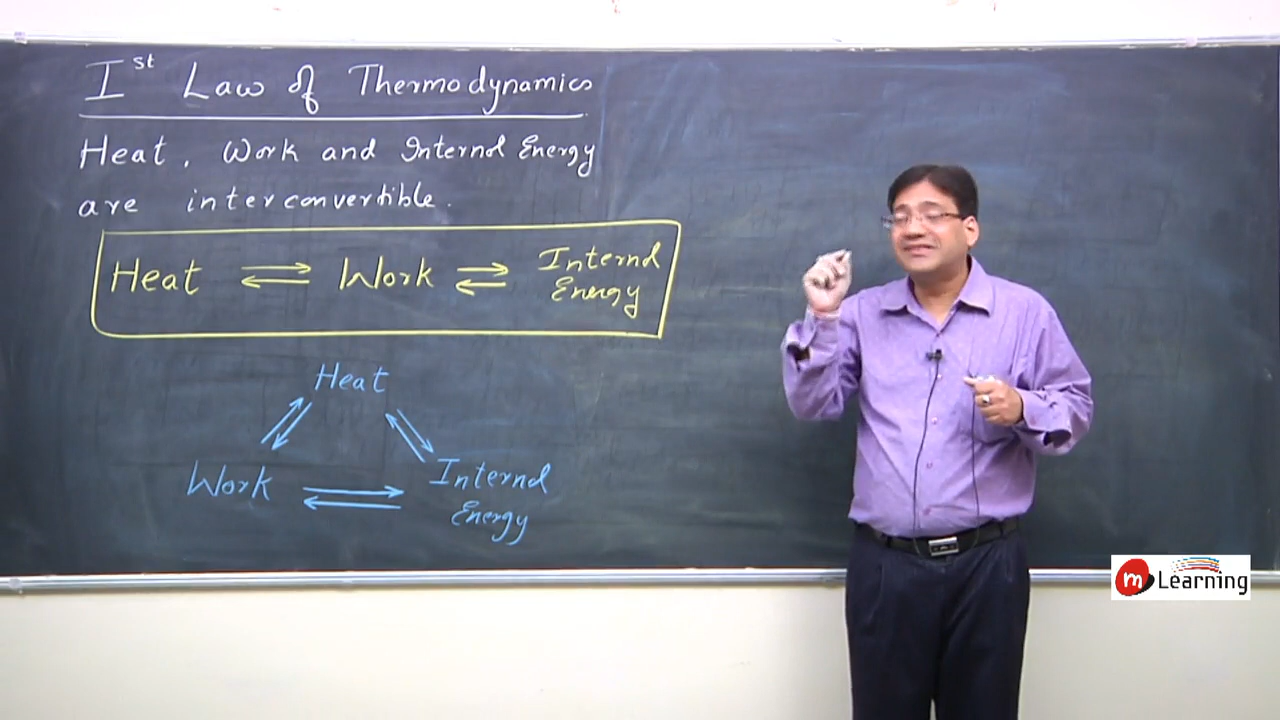 Ist Law of Thermodynamics
Heat, Work and Internal Energy
are interconvertible.
Heat ⇌ Work ⇌ Internal
Energy
Heat
Work ⇌ Internal
Energy
m Learning